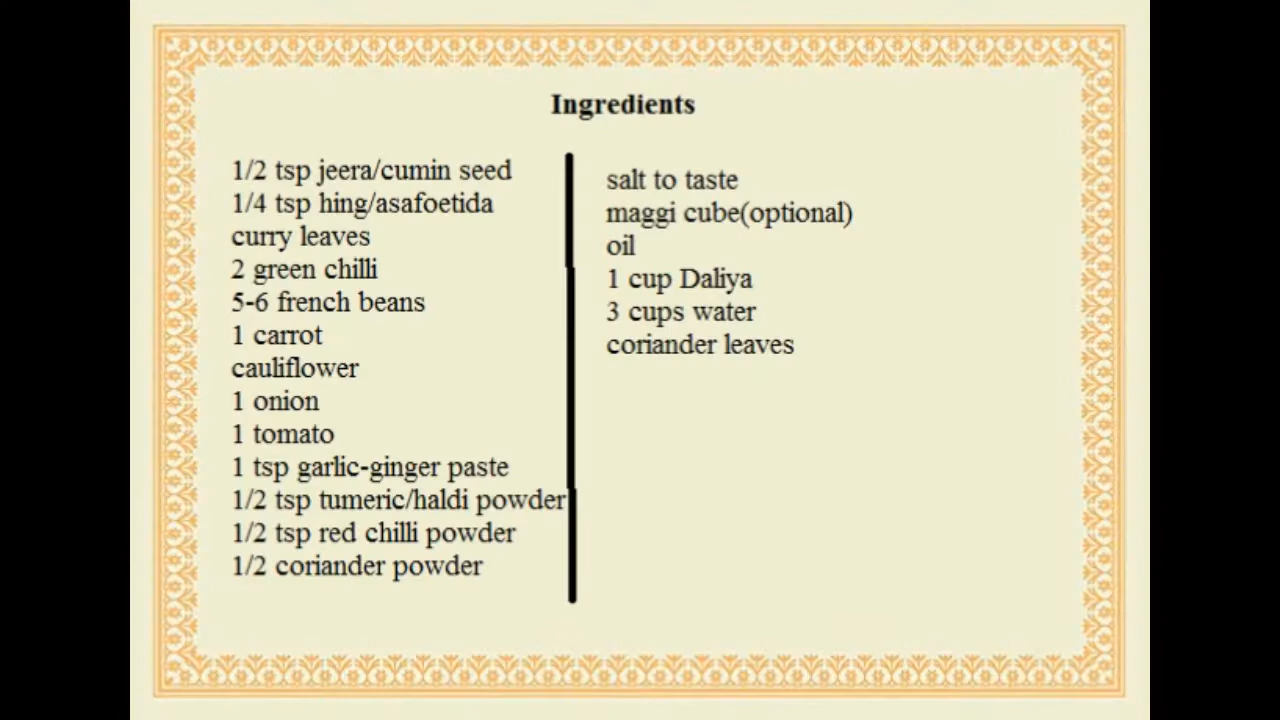 Ingredients
1/2 tsp jeera/cumin seed
1/4 tsp hing/asafoetida
curry leaves
2 green chilli
5-6 french beans
1 carrot
cauliflower
1 onion
1 tomato
1 tsp garlic-ginger paste
1/2 tsp tumeric/haldi powder
1/2 tsp red chilli powder
1/2 coriander powder
salt to taste
maggi cube(optional)
oil
1 cup Daliya
3 cups water
coriander leaves